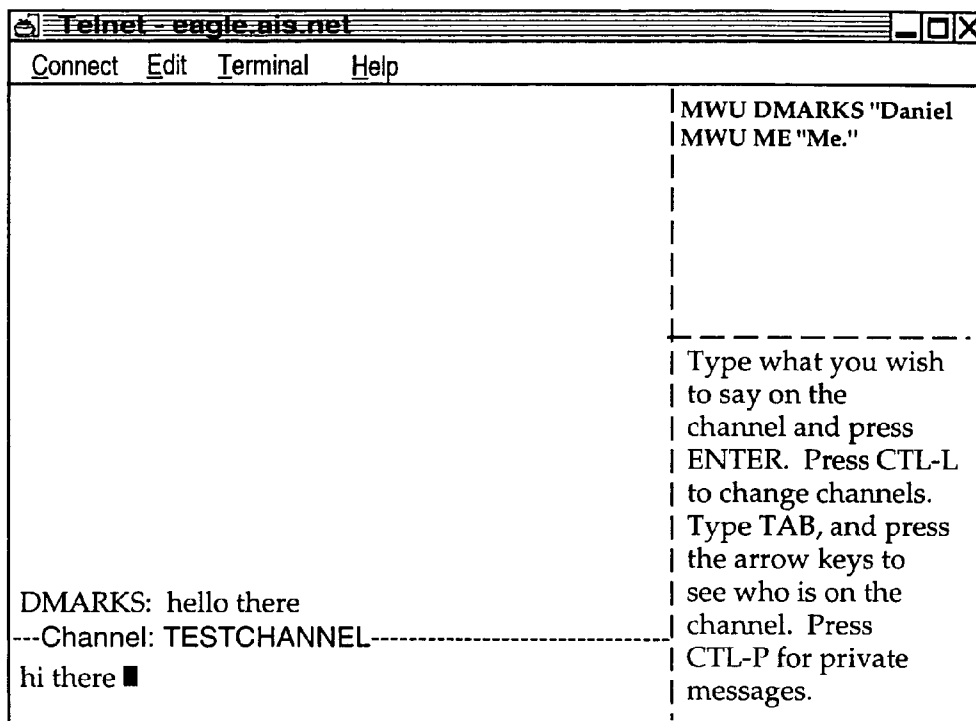 Telnet - eagle.ais.net
Connect Edit Terminal Help
MWU DMARKS "Daniel
MWU ME "Me."
Type what you wish
to say on the
channel and press
ENTER. Press CTL-L
to change channels.
Type TAB, and press
the arrow keys to
see who is on the
channel. Press
CTL-P for private
messages.
DMARKS: hello there
---Channel: TESTCHANNEL------------------------------
hi there